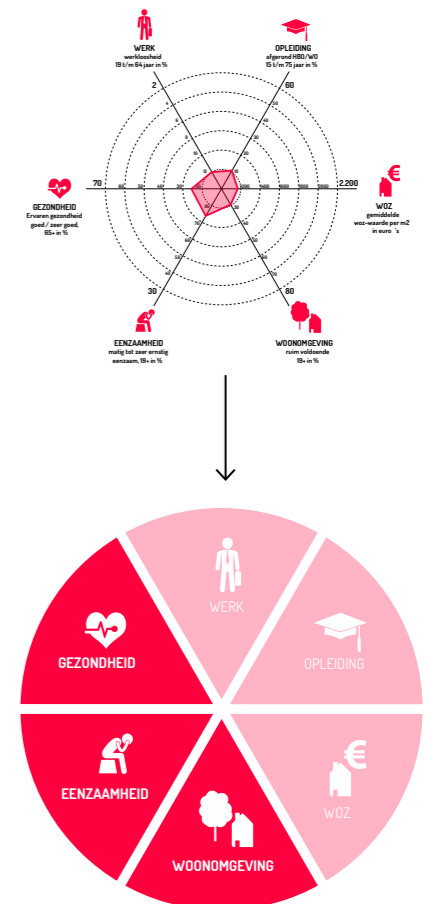 WERK
werkloosheid
19 t/m 64 jaar in %
OPLEIDING
afgerond HBO/WO
15 t/m 75 jaar in %
2
60
70
2.200
GEZONDHEID
Ervaren gezondheid
goed / zeer goed,
65+ in %
WOZ
gemiddelde
woz-waarde per m2
in euro ´s
30
80
EENZAAMHEID
matig tot zeer ernstig
eenzaam, 19+ in %
WOONOMGEVING
ruim voldoende
19+ in %
WERK
GEZONDHEID
OPLEIDING
EENZAAMHEID
WOZ
WOONOMGEVING